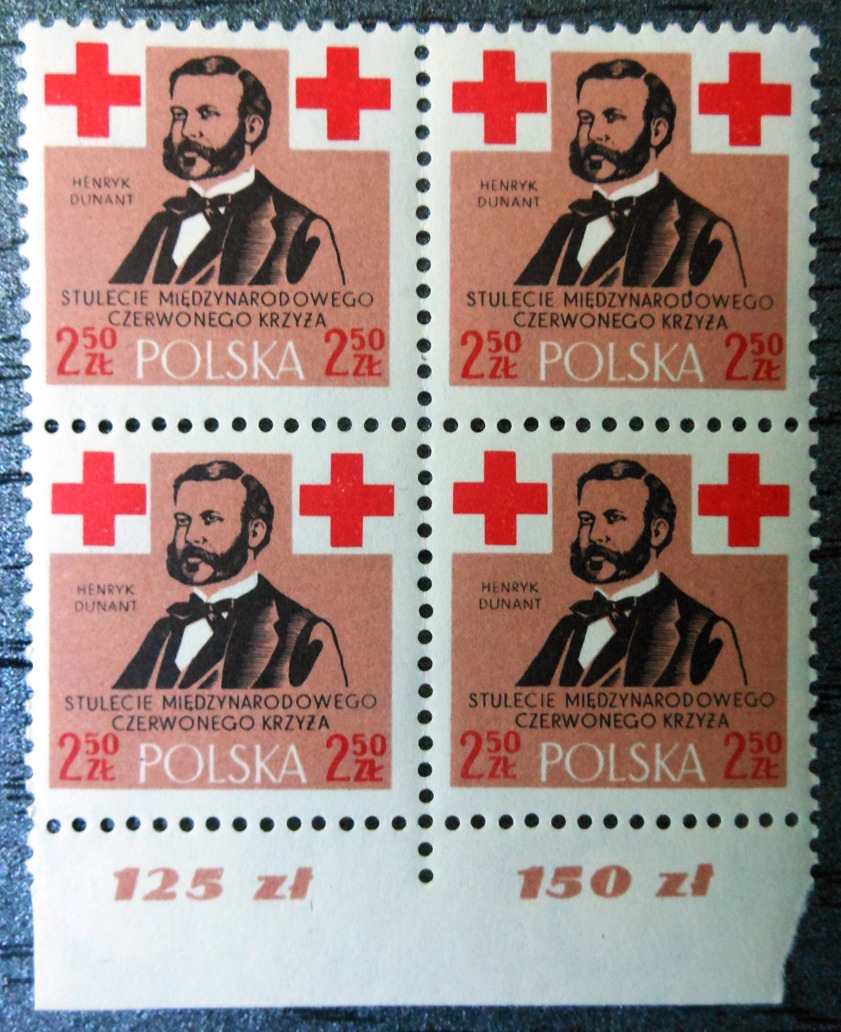 HENRYK
DUNANT
STULECIE MIĘDZYNARODOWEGO
CZERWONEGO KRZYŻA
2 50 ZŁ POLSKA 2 50 ZŁ
HENRYK
DUNANT
STULECIE MIĘDZYNARODOWEGO
CZERWONEGO KRZYŻA
2 50 ZŁ POLSKA 2 50 ZŁ
HENRYK
DUNANT
STULECIE MIĘDZYNARODOWEGO
CZERWONEGO KRZYŻA
2 50 ZŁ POLSKA 2 50 ZŁ
HENRYK
DUNANT
STULECIE MIĘDZYNARODOWEGO
CZERWONEGO KRZYŻA
2 50 ZŁ POLSKA 2 50 ZŁ
125 zł
150 zł